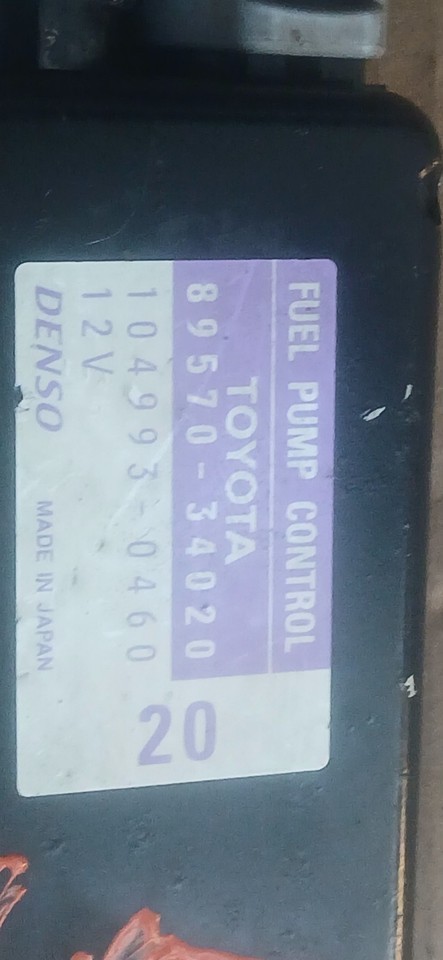 FUEL PUMP CONTROL
TOYOTA
89570-34020
104993-0460
12V
DENSO MADE IN JAPAN
20